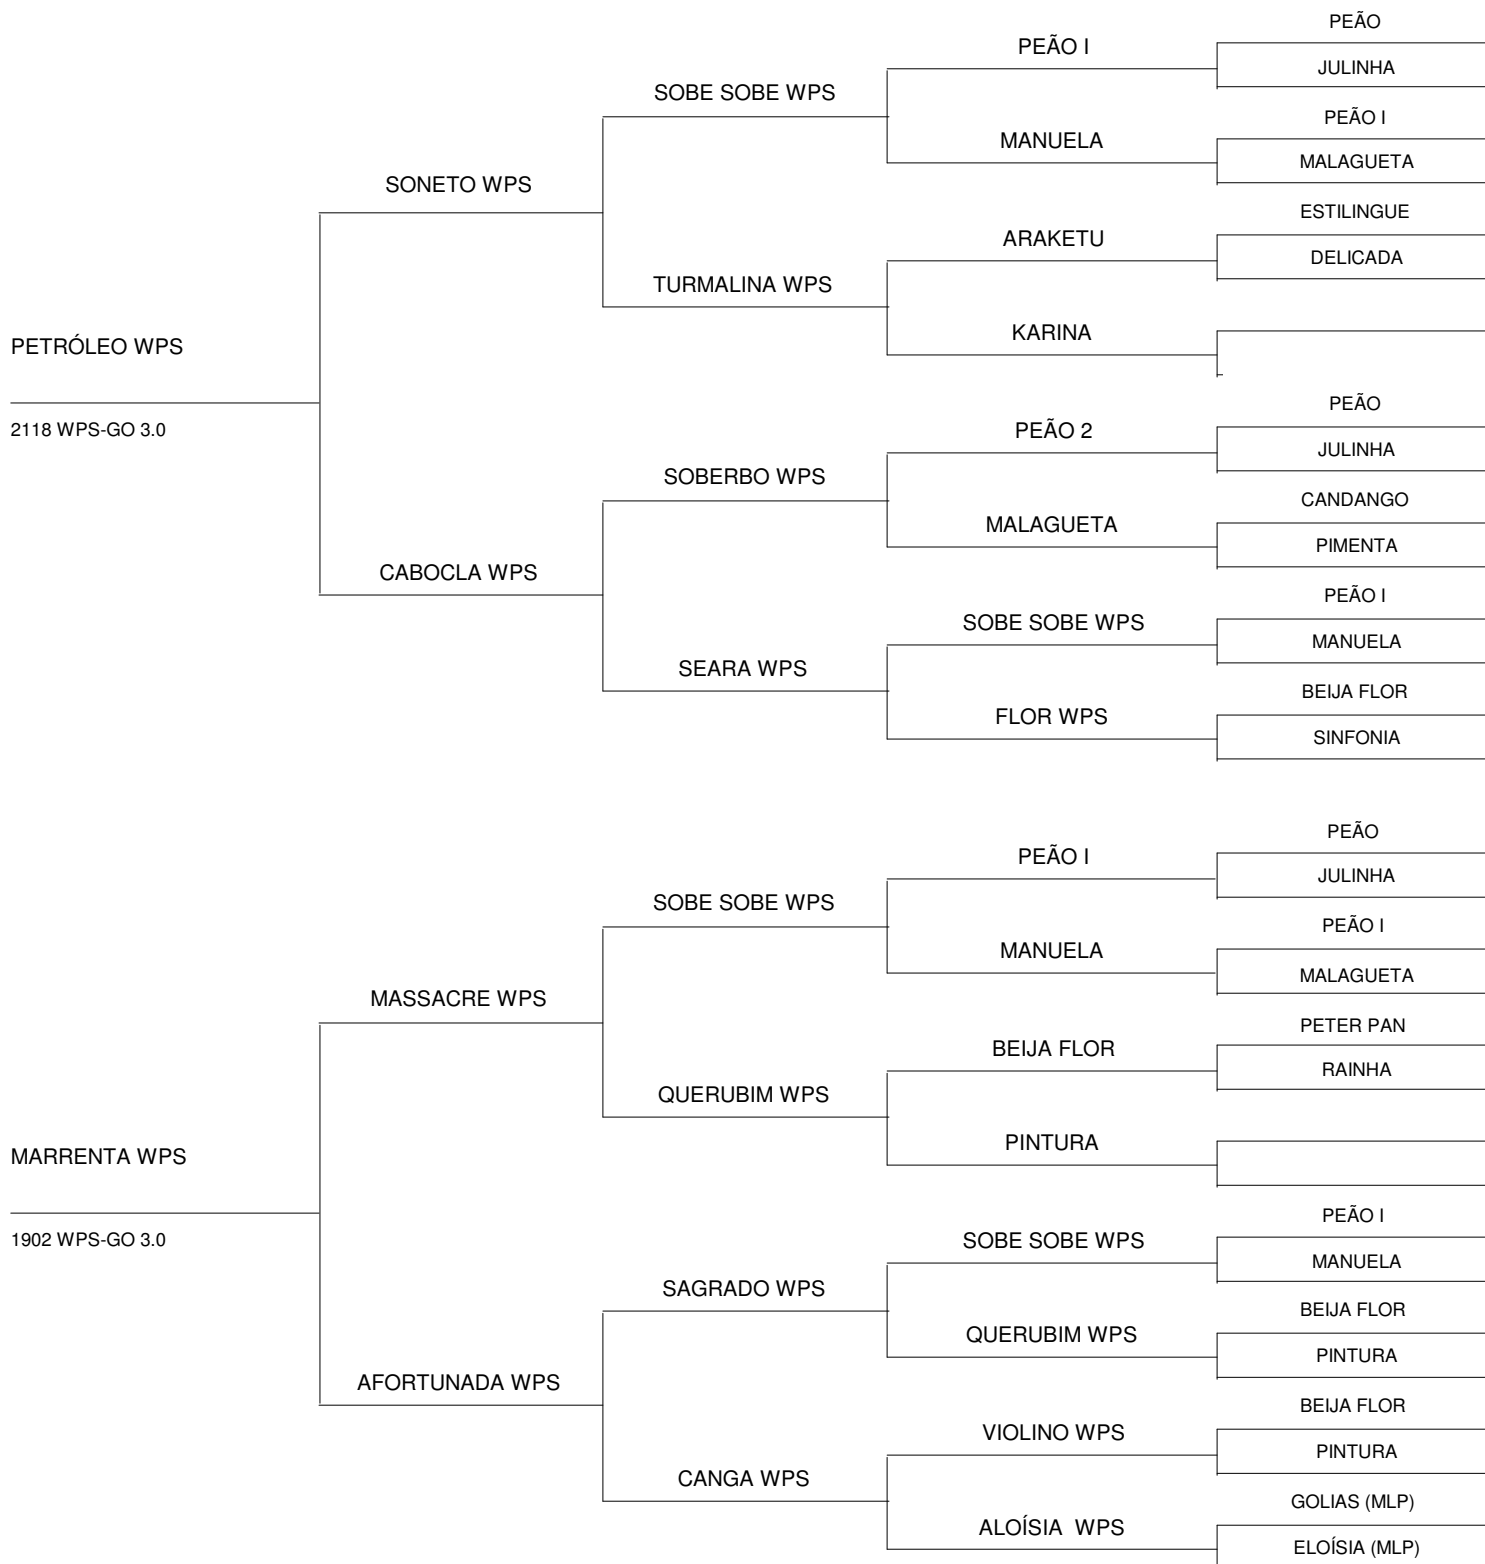 PEÃO
PEÃO I
JULINHA
SOBE SOBE WPS
PEÃO I
MANUELA
MALAGUETA
SONETO WPS
ESTILINGUE
ARAKETU
DELICADA
TURMALINA WPS
KARINA
PETRÓLEO WPS
PEÃO
2118 WPS-GO 3.0
PEÃO 2
JULINHA
SOBERBO WPS
CANDANGO
MALAGUETA
PIMENTA
CABOCLA WPS
PEÃO I
SOBE SOBE WPS
MANUELA
SEARA WPS
BEIJA FLOR
FLOR WPS
SINFONIA
PEÃO
PEÃO I
JULINHA
SOBE SOBE WPS
PEÃO I
MANUELA
MALAGUETA
MASSACRE WPS
PETER PAN
BEIJA FLOR
RAINHA
QUERUBIM WPS
PINTURA
MARRENTA WPS
PEÃO I
1902 WPS-GO 3.0
SOBE SOBE WPS
MANUELA
SAGRADO WPS
BEIJA FLOR
QUERUBIM WPS
PINTURA
AFORTUNADA WPS
BEIJA FLOR
VIOLINO WPS
PINTURA
CANGA WPS
GOLIAS (MLP)
ALOÍSIA  WPS
ELOÍSIA (MLP)